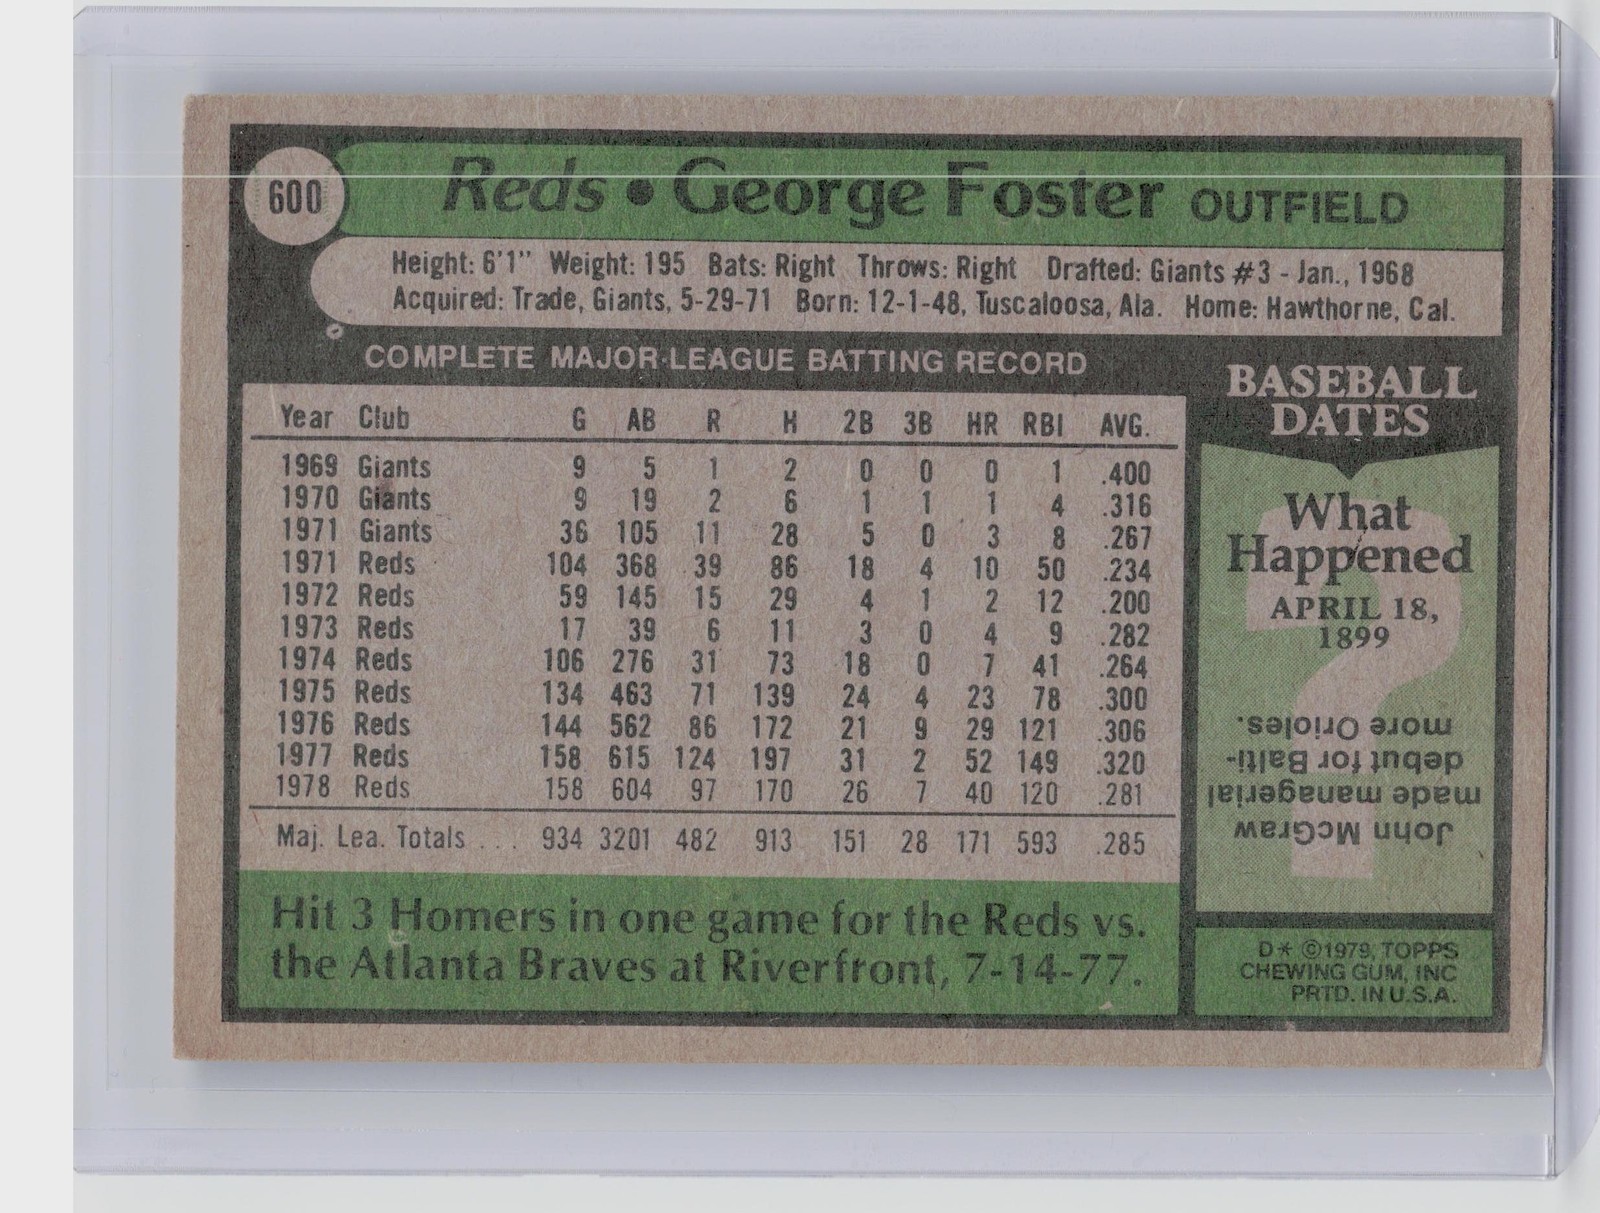 600
Reds • George Foster OUTFIELD
Height: 6'1" Weight: 195 Bats: Right Throws: Right Drafted: Giants #3 - Jan., 1968
Acquired: Trade, Giants, 5-29-71 Born: 12-1-48, Tuscaloosa, Ala. Home: Hawthorne, Cal.
COMPLETE MAJOR LEAGUE BATTING RECORD
Year Club G AB R H 2B 3B HR RBI AVG.
1969 Giants 9 5 1 2 0 0 0 1 .400
1970 Giants 9 19 2 6 1 1 1 4 .316
1971 Giants 36 105 11 28 5 0 3 8 .267
1971 Reds 104 368 39 86 18 4 10 50 .234
1972 Reds 59 145 15 29 4 1 2 12 .200
1973 Reds 17 39 6 11 3 0 4 9 .282
1974 Reds 106 276 31 73 18 0 7 41 .264
1975 Reds 134 463 71 139 24 4 23 78 .300
1976 Reds 144 562 86 172 21 9 29 121 .306
1977 Reds 158 615 124 197 31 2 52 149 .320
1978 Reds 158 604 97 170 26 7 40 120 .281
Maj. Lea. Totals . . . 934 3201 482 913 151 28 171 593 .285
Hit 3 Homers in one game for the Reds vs.
the Atlanta Braves at Riverfront, 7-14-77.
BASEBALL
DATES
What
Happened
APRIL 18,
1899
John McGraw
made managerial
debut for Balti-
more Orioles.
D* ©1979, TOPPS
CHEWING GUM, INC
PRTD. IN U.S.A.